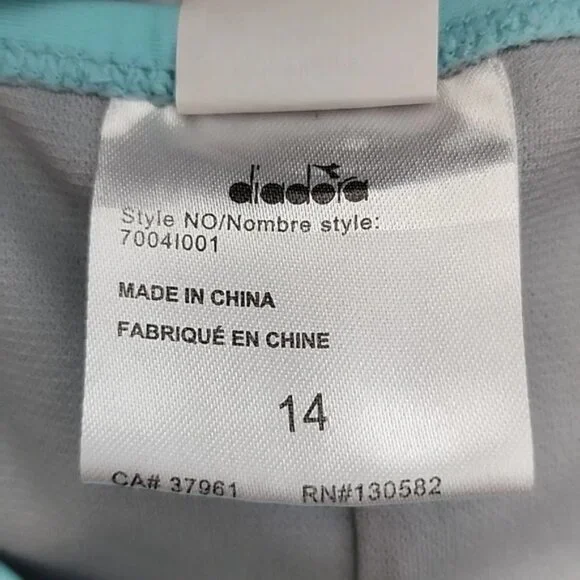 diadora
Style NO/Nombre style:
7004I001
MADE IN CHINA
FABRIQUÉ EN CHINE
14
CA# 37961 RN#130582